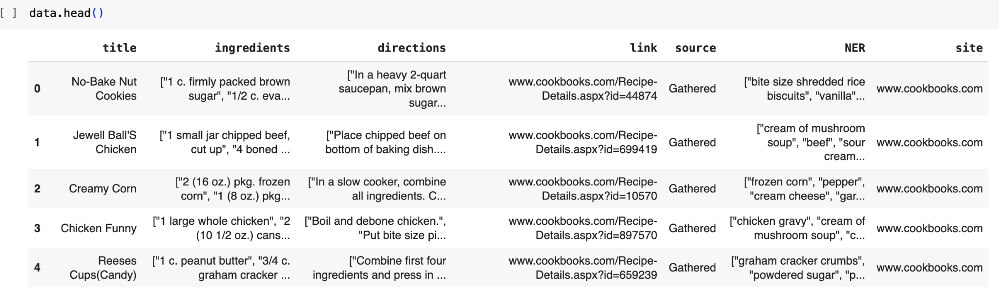 [ ] data.head()
title ingredients directions link source NER site
0 No-Bake Nut Cookies ["1 c. firmly packed brown sugar", "1/2 c. eva... ["In a heavy 2-quart saucepan, mix brown sugar... www.cookbooks.com/Recipe-Details.aspx?id=44874 Gathered ["bite size shredded rice biscuits", "vanilla"... www.cookbooks.com
1 Jewell Ball'S Chicken ["1 small jar chipped beef, cut up", "4 boned ... ["Place chipped beef on bottom of baking dish.... www.cookbooks.com/Recipe-Details.aspx?id=699419 Gathered ["cream of mushroom soup", "beef", "sour cream... www.cookbooks.com
2 Creamy Corn ["2 (16 oz.) pkg. frozen corn", "1 (8 oz.) pkg... ["In a slow cooker, combine all ingredients. C... www.cookbooks.com/Recipe-Details.aspx?id=10570 Gathered ["frozen corn", "pepper", "cream cheese", "gar... www.cookbooks.com
3 Chicken Funny ["1 large whole chicken", "2 (10 1/2 oz.) cans... ["Boil and debone chicken.", "Put bite size pi... www.cookbooks.com/Recipe-Details.aspx?id=897570 Gathered ["chicken gravy", "cream of mushroom soup", "c... www.cookbooks.com
4 Reeses Cups(Candy) ["1 c. peanut butter", "3/4 c. graham cracker ... ["Combine first four ingredients and press in ... www.cookbooks.com/Recipe-Details.aspx?id=659239 Gathered ["graham cracker crumbs", "powdered sugar", "p... www.cookbooks.com